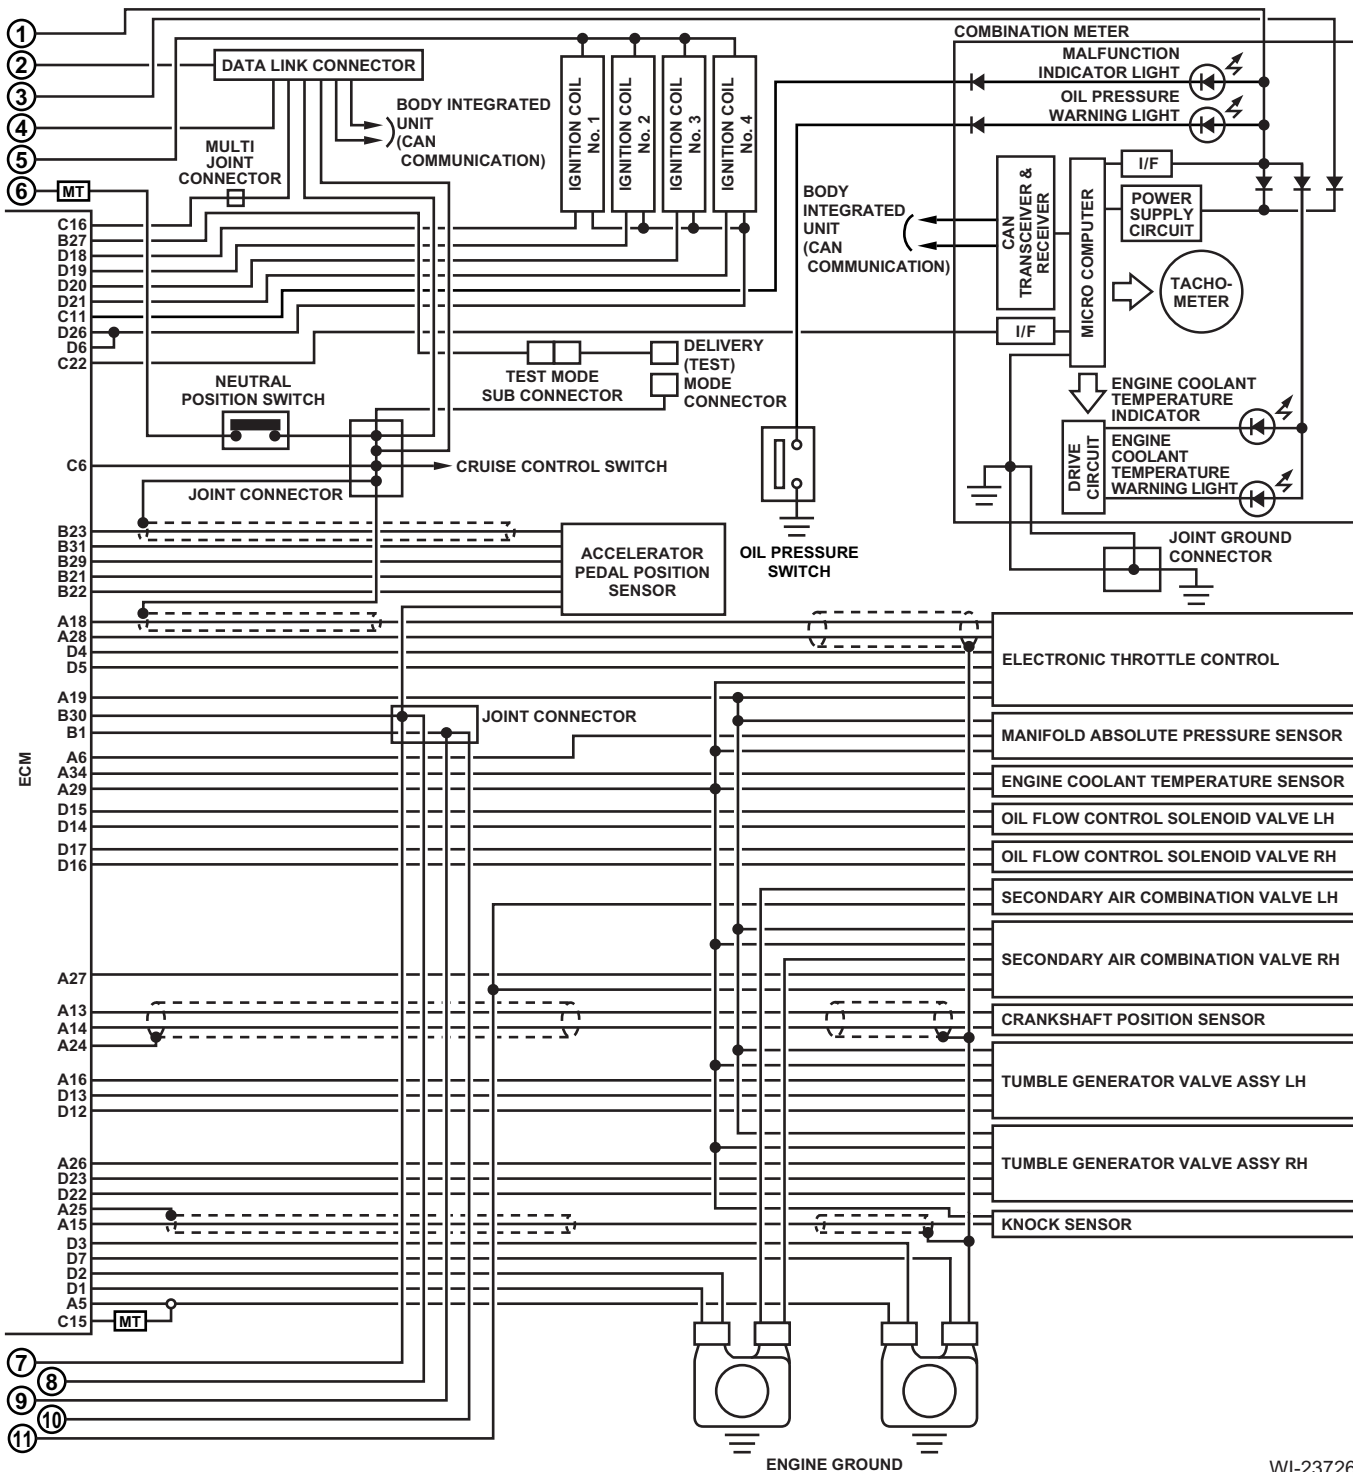 1
2
3
4
5
6
MT
DATA LINK CONNECTOR
MULTI
JOINT
CONNECTOR
BODY INTEGRATED
UNIT
(CAN
COMMUNICATION)
IGNITION COIL
No. 1
IGNITION COIL
No. 2
IGNITION COIL
No. 3
IGNITION COIL
No. 4
COMBINATION METER
MALFUNCTION
INDICATOR LIGHT
OIL PRESSURE
WARNING LIGHT
BODY
INTEGRATED
UNIT
(CAN
COMMUNICATION)
CAN
TRANSCEIVER &
RECEIVER
MICRO COMPUTER
I/F
POWER
SUPPLY
CIRCUIT
TACHO-
METER
I/F
ENGINE COOLANT
TEMPERATURE
INDICATOR
DRIVE
CIRCUIT
ENGINE
COOLANT
TEMPERATURE
WARNING LIGHT
C16
B27
D18
D19
D20
D21
C11
D26
D6
C22
DELIVERY
(TEST)
MODE
CONNECTOR
TEST MODE
SUB CONNECTOR
NEUTRAL
POSITION SWITCH
C6
CRUISE CONTROL SWITCH
JOINT CONNECTOR
OIL PRESSURE
SWITCH
JOINT GROUND
CONNECTOR
B23
B31
B29
B21
B22
ACCELERATOR
PEDAL POSITION
SENSOR
A18
A28
D4
D5
ELECTRONIC THROTTLE CONTROL
A19
B30
B1
JOINT CONNECTOR
MANIFOLD ABSOLUTE PRESSURE SENSOR
ECM
A6
A34
A29
ENGINE COOLANT TEMPERATURE SENSOR
D15
D14
OIL FLOW CONTROL SOLENOID VALVE LH
D17
D16
OIL FLOW CONTROL SOLENOID VALVE RH
SECONDARY AIR COMBINATION VALVE LH
SECONDARY AIR COMBINATION VALVE RH
A27
A13
A14
A24
CRANKSHAFT POSITION SENSOR
A16
D13
D12
TUMBLE GENERATOR VALVE ASSY LH
A26
D23
D22
TUMBLE GENERATOR VALVE ASSY RH
A25
A15
KNOCK SENSOR
D3
D7
D2
D1
A5
C15
MT
7
8
9
10
11
ENGINE GROUND
WI-23726